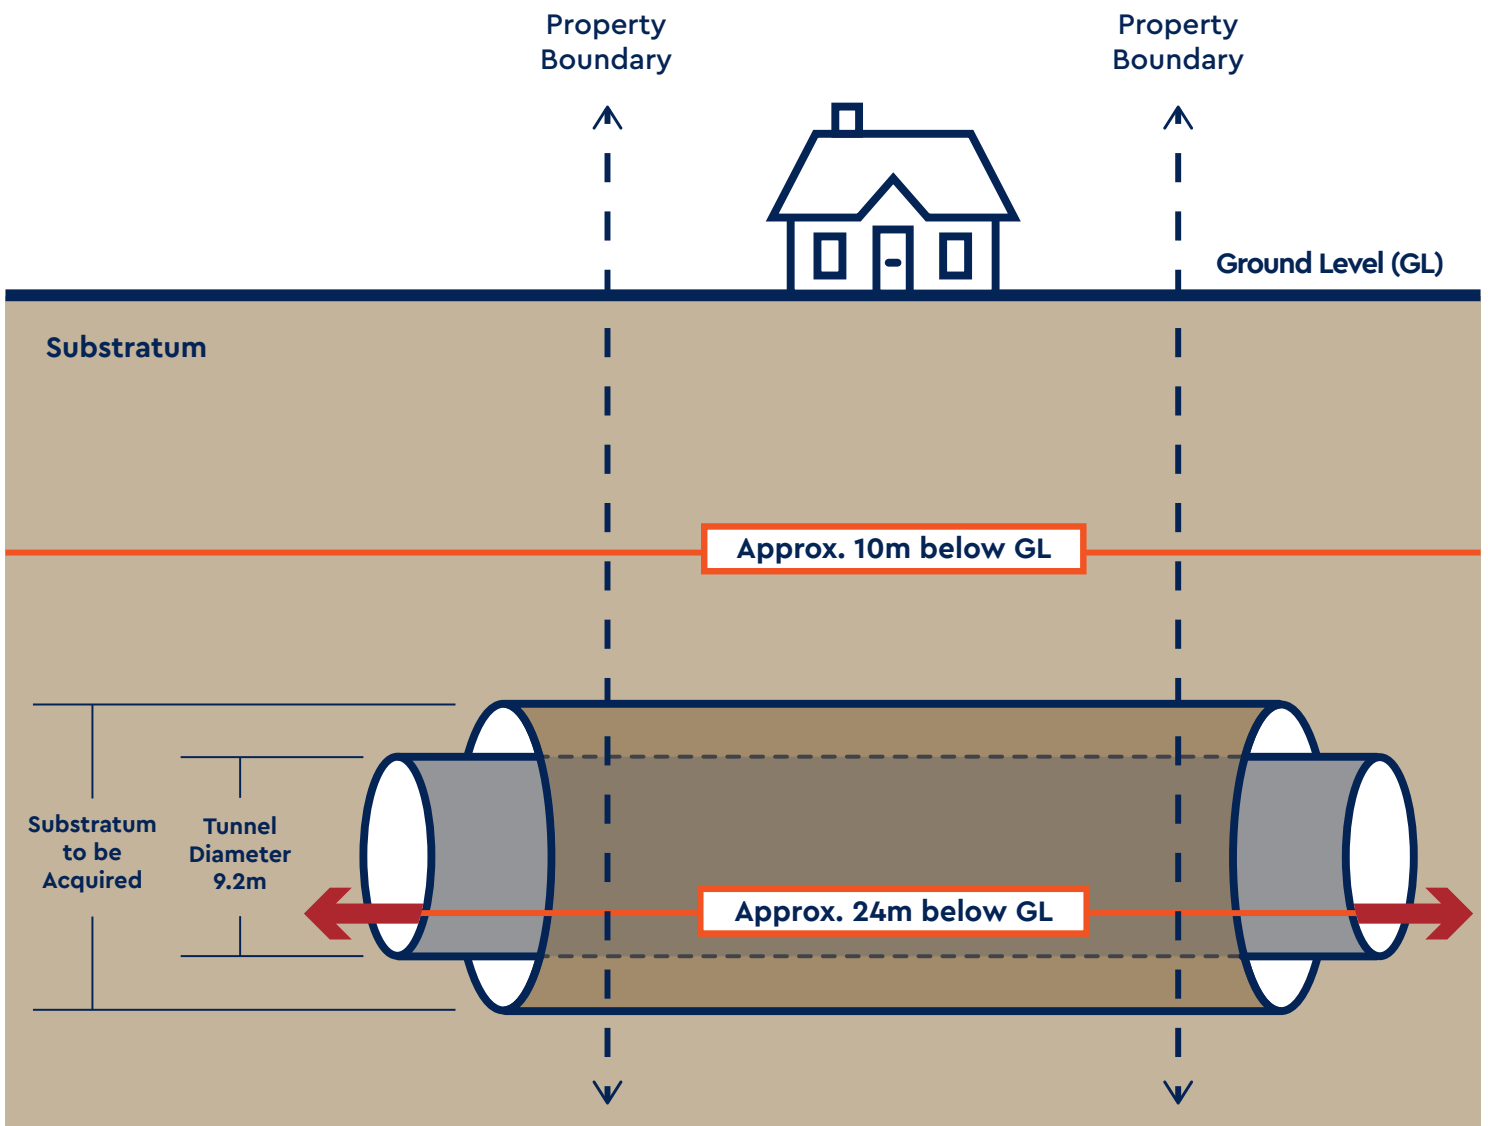 Property
Boundary
Property
Boundary
Ground Level (GL)
Substratum
Approx. 10m below GL
Substratum
to be
Acquired
Tunnel
Diameter
9.2m
Approx. 24m below GL